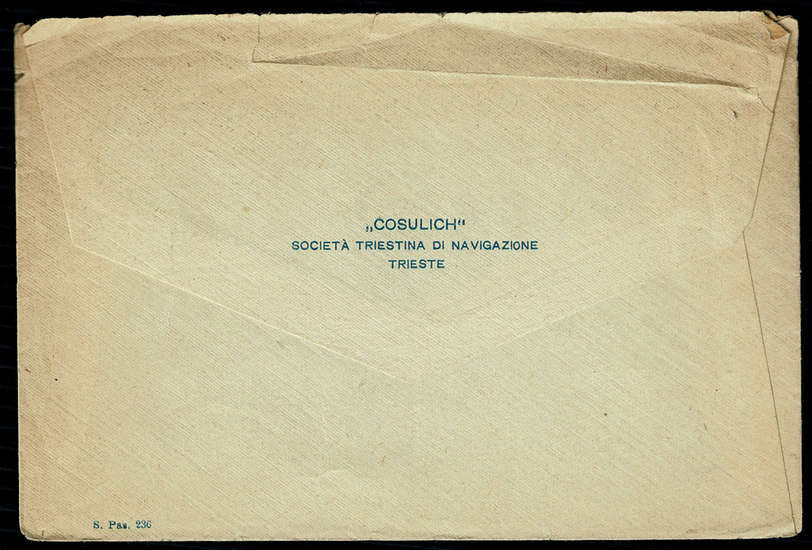 „COSULICH“
SOCIETÀ TRIESTINA DI NAVIGAZIONE
TRIESTE
S. Pas. 236